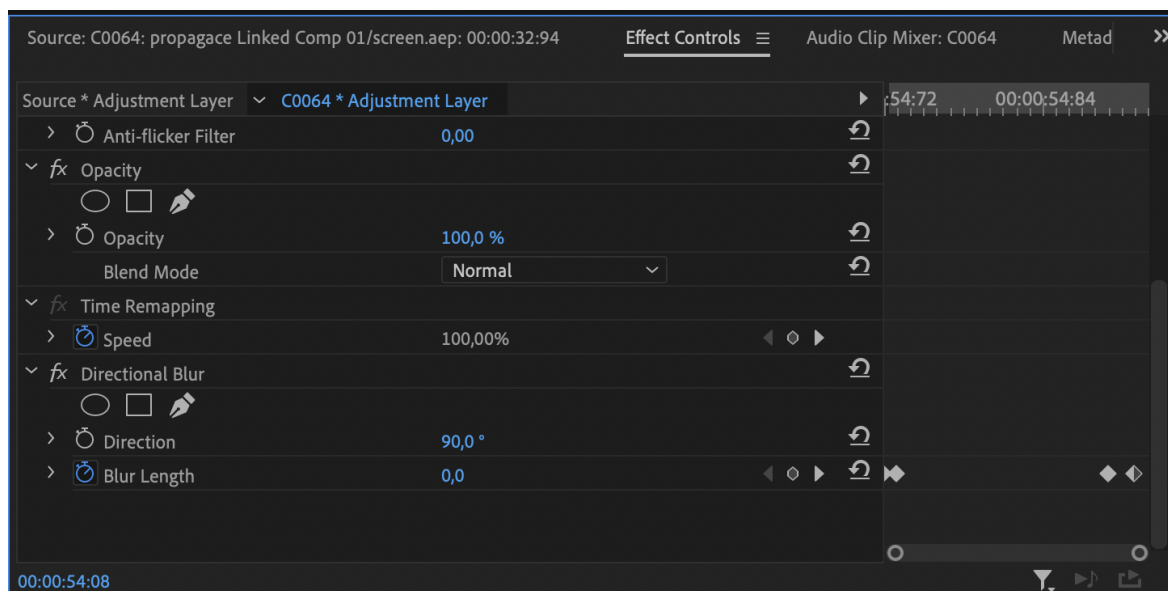 Source: C0064: propagace Linked Comp 01/screen.aep: 00:00:32:94 Effect Controls Audio Clip Mixer: C0064 Metad
Source * Adjustment Layer C0064 * Adjustment Layer :54:72 00:00:54:84
Anti-flicker Filter 0,00
fx Opacity
Opacity 100,0 %
Blend Mode Normal
fx Time Remapping
Speed 100,00%
fx Directional Blur
Direction 90,0 °
Blur Length 0,0
00:00:54:08